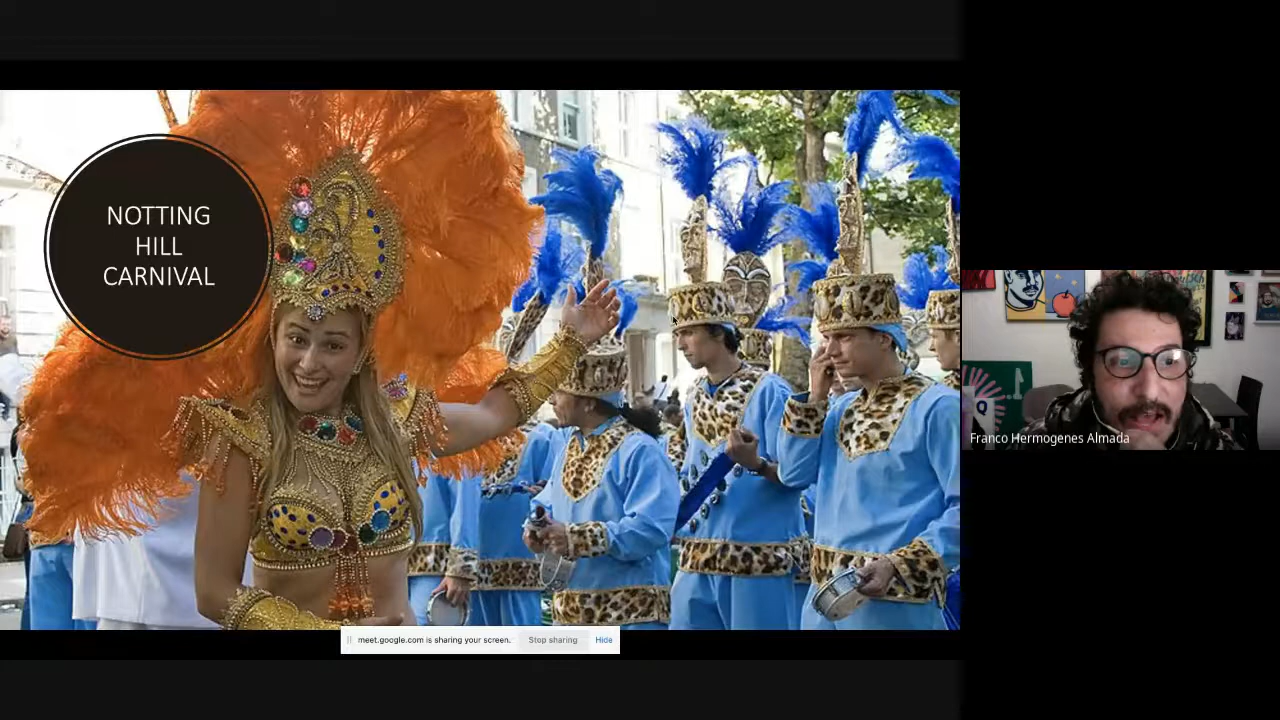 NOTTING
HILL
CARNIVAL
Franco Hermogenes Almada
meet.google.com is sharing your screen. Stop sharing Hide